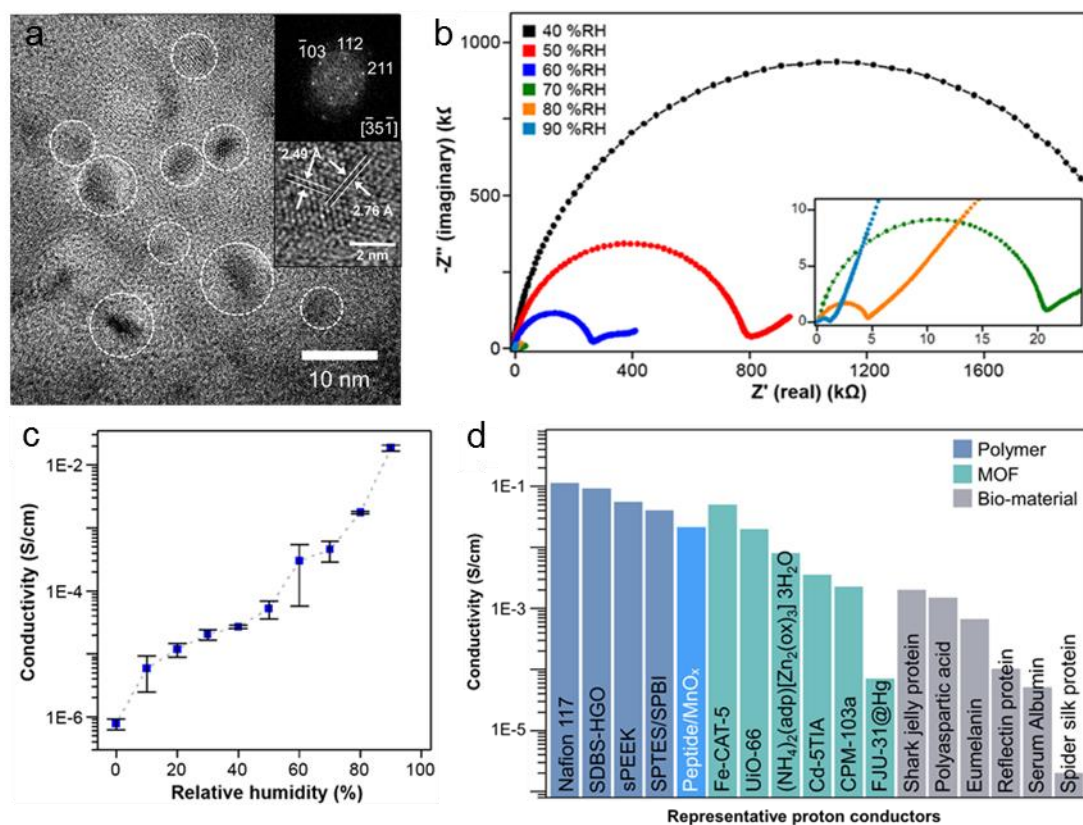 a
1̄03 112
211
[3̄51̄]
2.49 Å
2.76 Å
2 nm
10 nm
b
-Z'' (imaginary) (kΩ
1000
500
0
40 %RH
50 %RH
60 %RH
70 %RH
80 %RH
90 %RH
10
5
0
0 5 10 15 20
0 400 800 1200 1600
Z' (real) (kΩ)
c
Conductivity (S/cm)
1E-2
1E-4
1E-6
0 20 40 60 80 100
Relative humidity (%)
d
Conductivity (S/cm)
1E-1
1E-3
1E-5
Polymer
MOF
Bio-material
Nafion 117
SDBS-HGO
sPEEK
SPTES/SPBI
Peptide/MnOₓ
Fe-CAT-5
UiO-66
(NH₄)₂(adp)[Zn₂(ox)₃] 3H₂O
Cd-5TIA
CPM-103a
FJU-31@Hg
Shark jelly protein
Polyaspartic acid
Eumelanin
Reflectin protein
Serum Albumin
Spider silk protein
Representative proton conductors